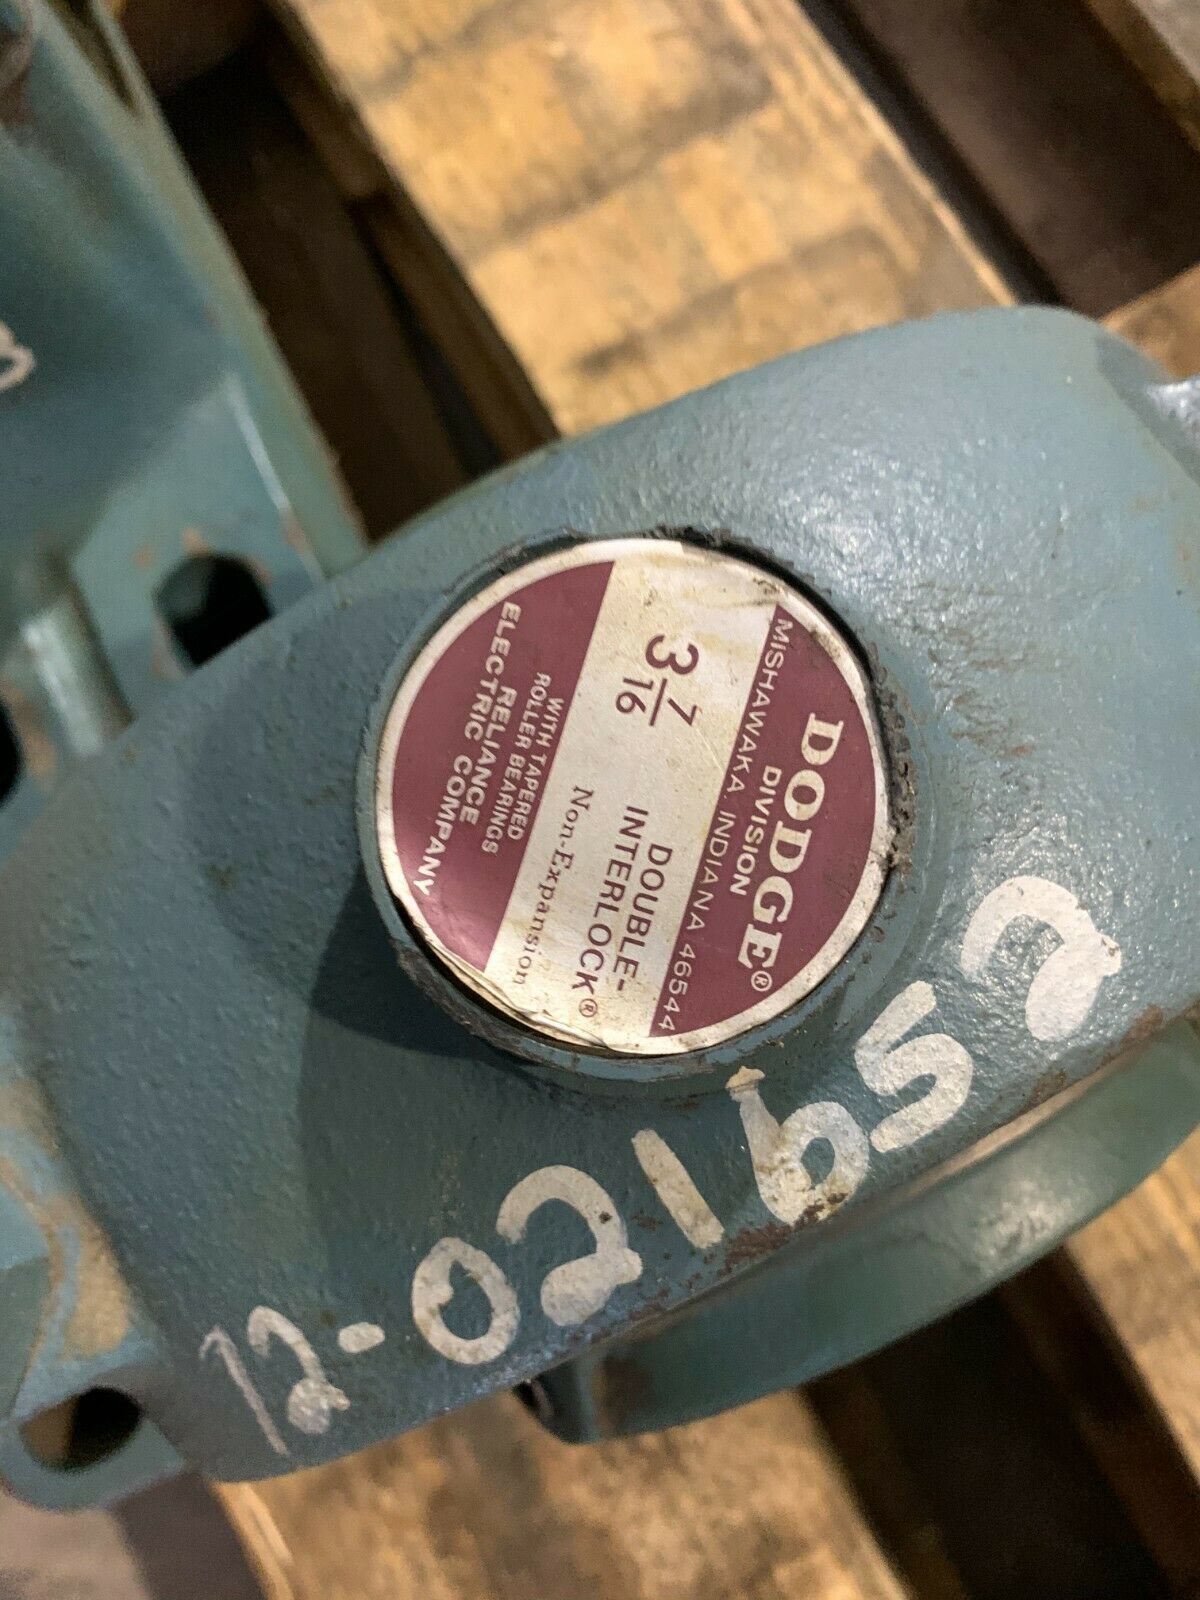 DODGE®
DIVISION
MISHAWAKA, INDIANA 46544
3 7/16
DOUBLE-
INTERLOCK®
Non-Expansion
WITH TAPERED
ROLLER BEARINGS
RELIANCE
ELECTRIC COMPANY
12-021652